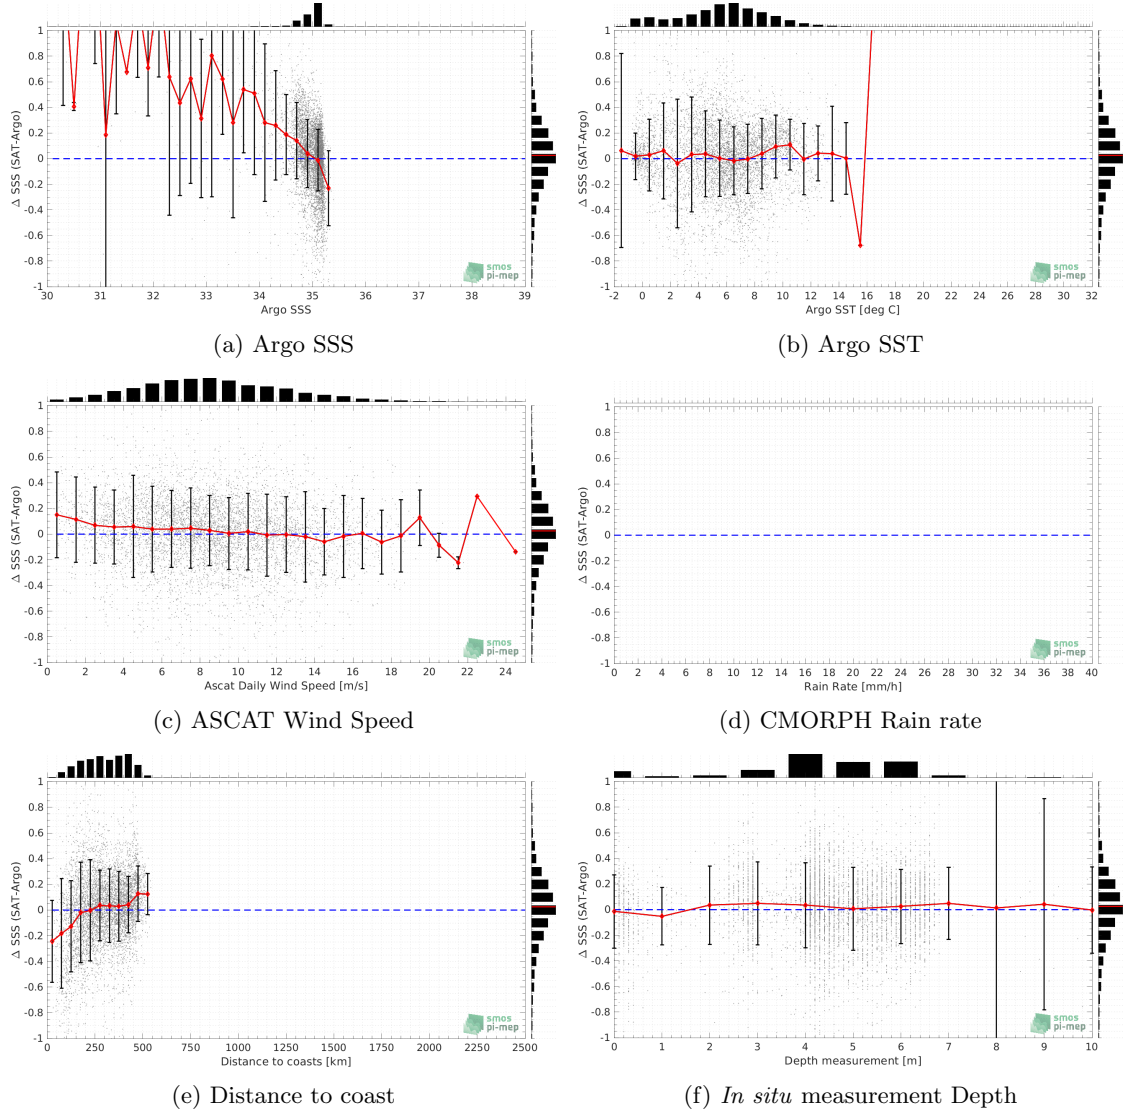 1
0.8
0.6
0.4
0.2
0
-0.2
-0.4
-0.6
-0.8
-1
Δ SSS (SAT-Argo)
smos
pi-mep
30 31 32 33 34 35 36 37 38 39
Argo SSS
(a) Argo SSS
1
0.8
0.6
0.4
0.2
0
-0.2
-0.4
-0.6
-0.8
-1
Δ SSS (SAT-Argo)
smos
pi-mep
-2 0 2 4 6 8 10 12 14 16 18 20 22 24 26 28 30 32
Argo SST [deg C]
(b) Argo SST
1
0.8
0.6
0.4
0.2
0
-0.2
-0.4
-0.6
-0.8
-1
Δ SSS (SAT-Argo)
smos
pi-mep
0 2 4 6 8 10 12 14 16 18 20 22 24
Ascat Daily Wind Speed [m/s]
(c) ASCAT Wind Speed
1
0.8
0.6
0.4
0.2
0
-0.2
-0.4
-0.6
-0.8
-1
Δ SSS (SAT-Argo)
smos
pi-mep
0 2 4 6 8 10 12 14 16 18 20 22 24 26 28 30 32 34 36 38 40
Rain Rate [mm/h]
(d) CMORPH Rain rate
1
0.8
0.6
0.4
0.2
0
-0.2
-0.4
-0.6
-0.8
-1
Δ SSS (SAT-Argo)
smos
pi-mep
0 250 500 750 1000 1250 1500 1750 2000 2250 2500
Distance to coasts [km]
(e) Distance to coast
1
0.8
0.6
0.4
0.2
0
-0.2
-0.4
-0.6
-0.8
-1
Δ SSS (SAT-Argo)
smos
pi-mep
0 1 2 3 4 5 6 7 8 9 10
Depth measurement [m]
(f) In situ measurement Depth